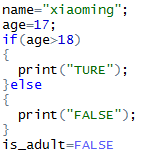 name="xiaoming";
age=17;
if(age>18)
{
  print("TURE");
}else
{
  print("FALSE");
}
is_adult=FALSE